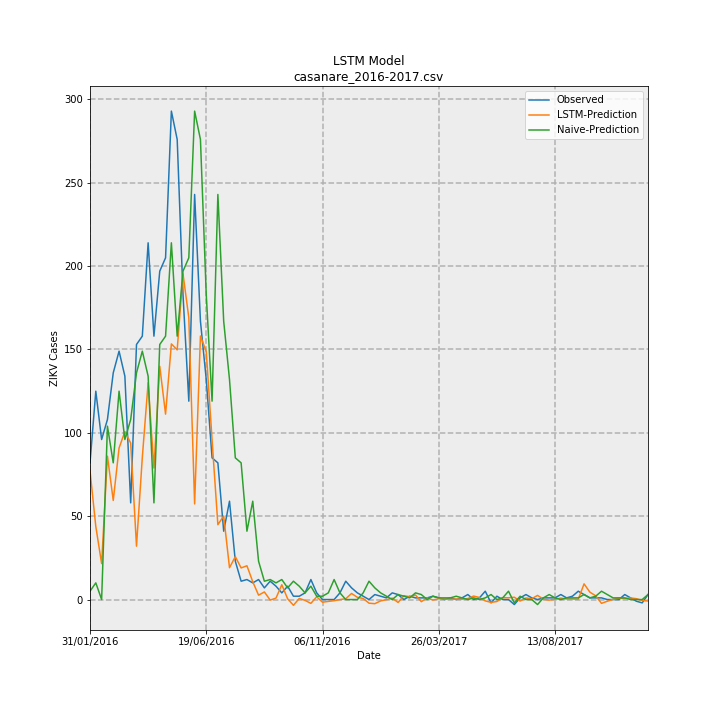 LSTM Model
casanare_2016-2017.csv
Observed
LSTM-Prediction
Naive-Prediction
300
250
200
150
100
50
0
ZIKV Cases
31/01/2016
19/06/2016
06/11/2016
26/03/2017
13/08/2017
Date